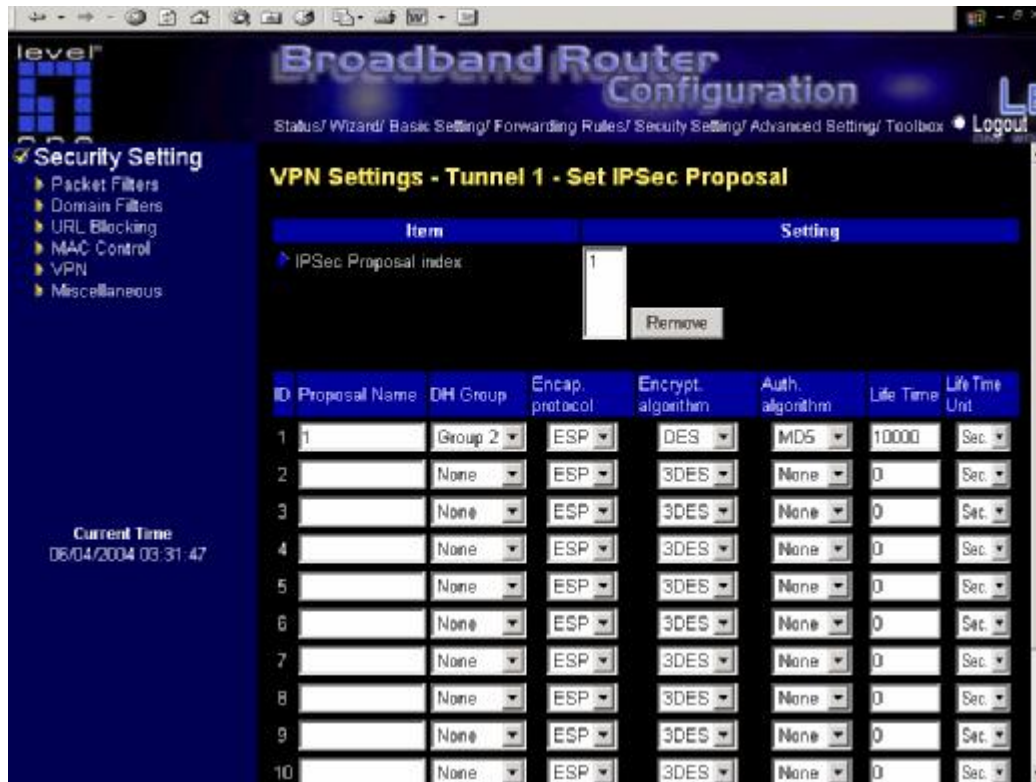 level
one
Broadband Router
Configuration
Status/ Wizard/ Basic Setting/ Forwarding Rules/ Security Setting/ Advanced Setting/ Toolbox
Logout
Security Setting
Packet Filters
Domain Filters
URL Blocking
MAC Control
VPN
Miscellaneous
Current Time
06/04/2004 03:31:47
VPN Settings - Tunnel 1 - Set IPSec Proposal
Item Setting
IPSec Proposal index 1
Remove
ID Proposal Name DH Group Encap. protocol Encrypt. algorithm Auth. algorithm Life Time Life Time Unit
1 1 Group 2 ESP DES MD5 10000 Sec.
2 None ESP 3DES None 0 Sec.
3 None ESP 3DES None 0 Sec.
4 None ESP 3DES None 0 Sec.
5 None ESP 3DES None 0 Sec.
6 None ESP 3DES None 0 Sec.
7 None ESP 3DES None 0 Sec.
8 None ESP 3DES None 0 Sec.
9 None ESP 3DES None 0 Sec.
10 None ESP 3DES None 0 Sec.